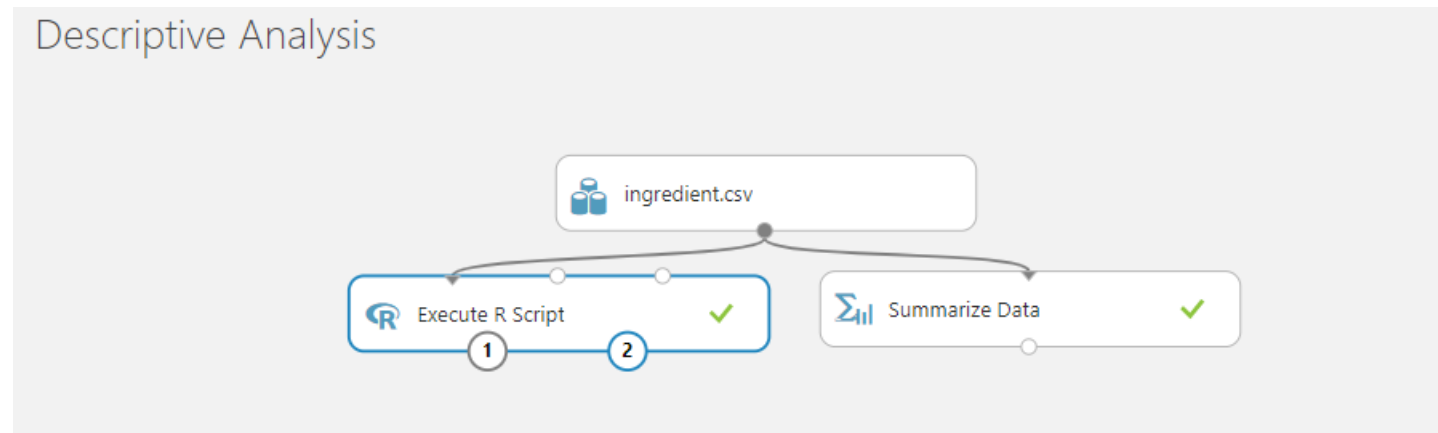 Descriptive Analysis
ingredient.csv
R Execute R Script
Σ Summarize Data
1 2